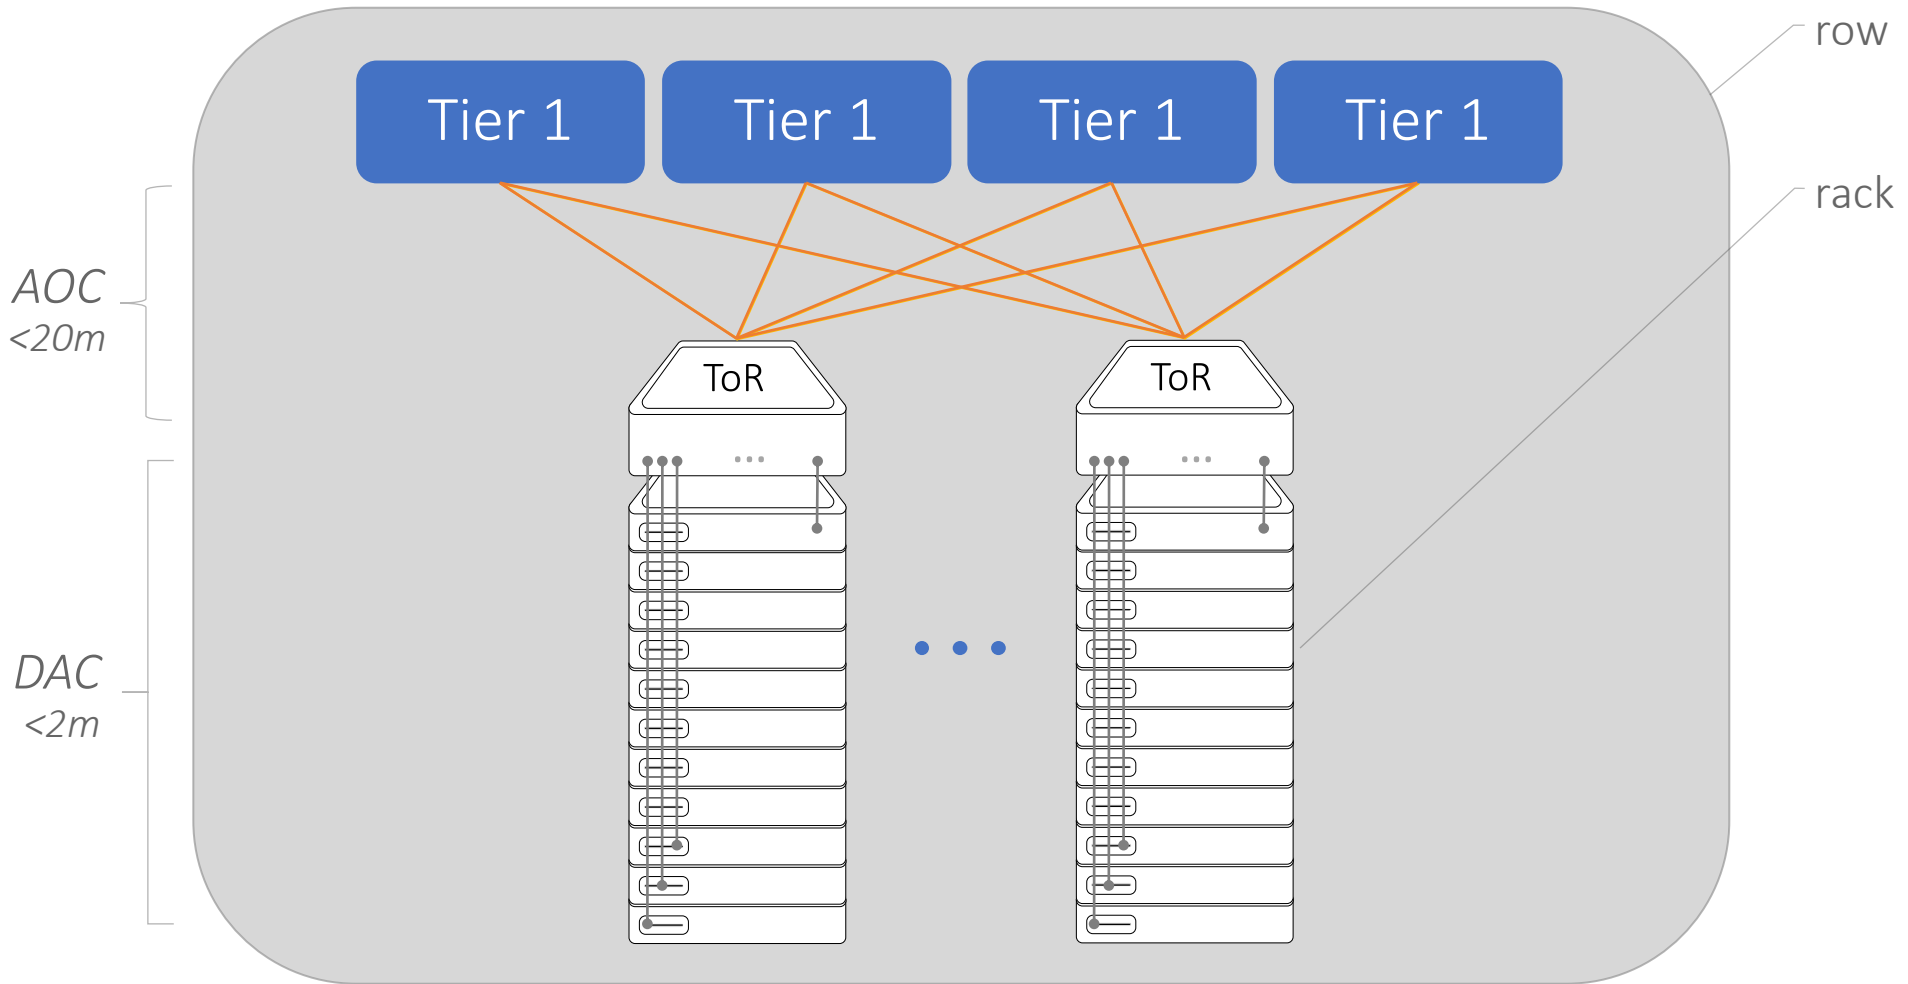 row
Tier 1
Tier 1
Tier 1
Tier 1
rack
AOC
<20m
ToR
ToR
DAC
<2m